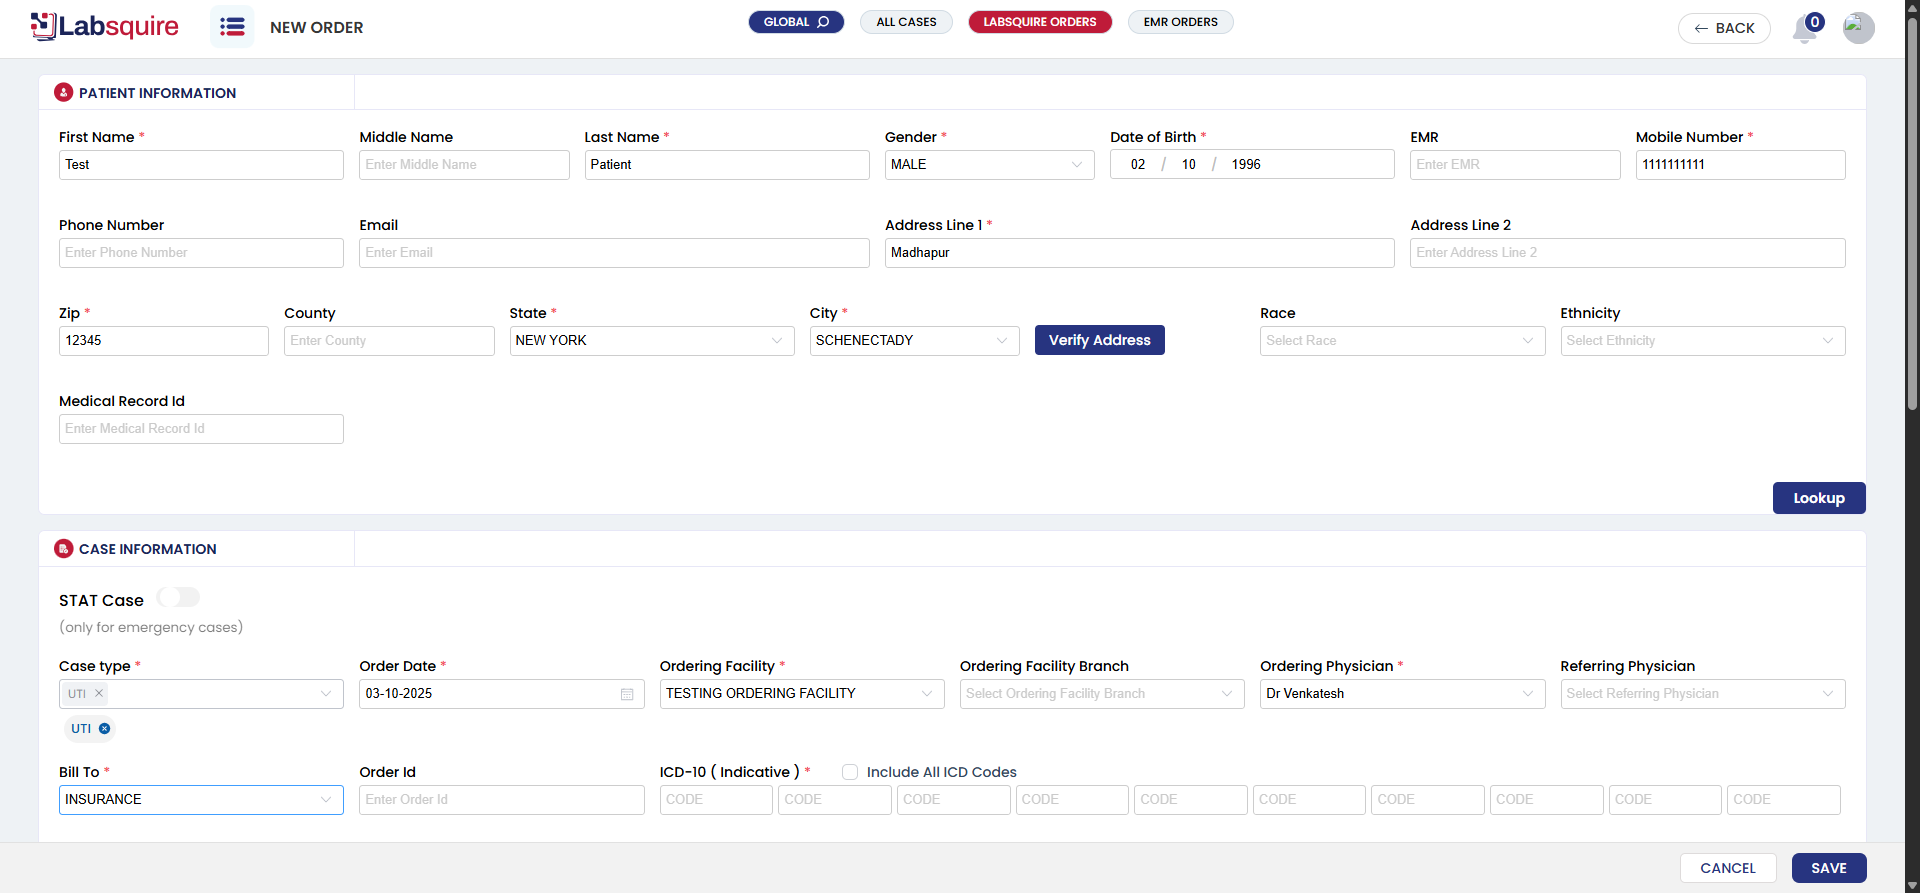 Labsquire
NEW ORDER
GLOBAL
ALL CASES
LABSQUIRE ORDERS
EMR ORDERS
BACK
0
PATIENT INFORMATION
First Name *
Middle Name
Last Name *
Gender *
Date of Birth *
EMR
Mobile Number *
Test
Enter Middle Name
Patient
MALE
02 / 10 / 1996
Enter EMR
1111111111
Phone Number
Email
Address Line 1 *
Address Line 2
Enter Phone Number
Enter Email
Madhapur
Enter Address Line 2
Zip *
County
State *
City *
Race
Ethnicity
12345
Enter County
NEW YORK
SCHENECTADY
Verify Address
Select Race
Select Ethnicity
Medical Record Id
Enter Medical Record Id
Lookup
CASE INFORMATION
STAT Case
(only for emergency cases)
Case type *
Order Date *
Ordering Facility *
Ordering Facility Branch
Ordering Physician *
Referring Physician
UTI
03-10-2025
TESTING ORDERING FACILITY
Select Ordering Facility Branch
Dr Venkatesh
Select Referring Physician
UTI
Bill To *
Order Id
ICD-10 ( Indicative ) *
Include All ICD Codes
INSURANCE
Enter Order Id
CODE CODE CODE CODE CODE CODE CODE CODE CODE CODE
CANCEL
SAVE